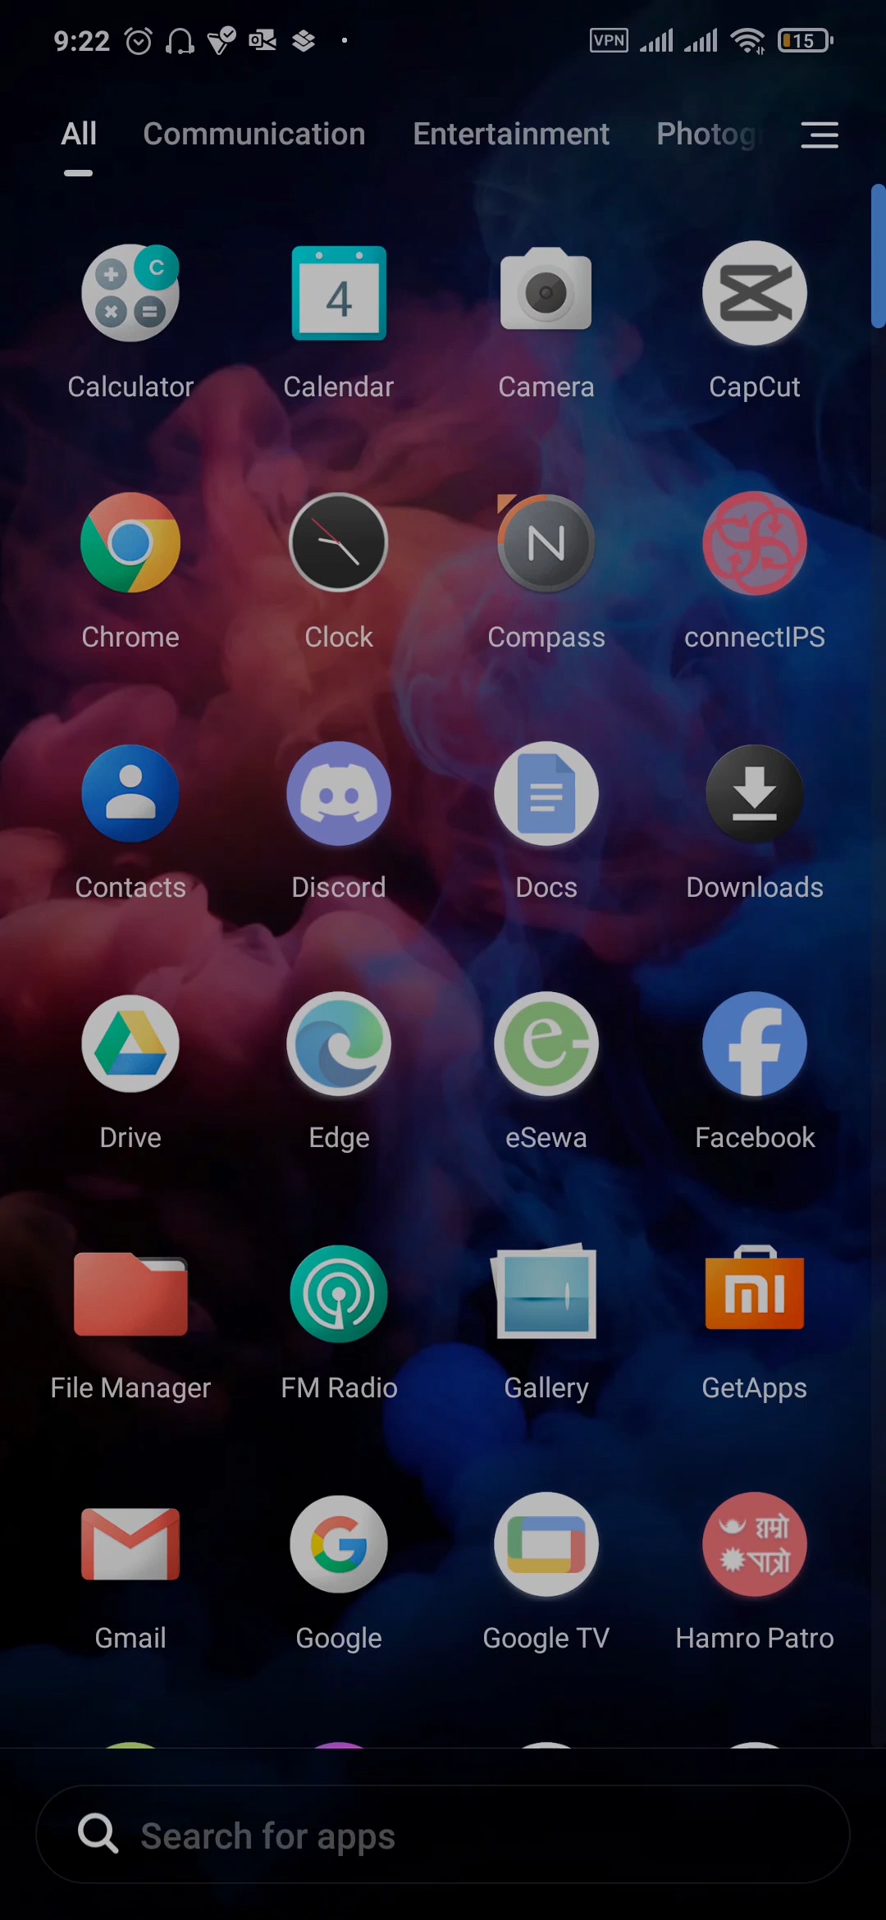 9:22 VPN 15
All Communication Entertainment Photog
C
4
Calculator Calendar Camera CapCut
N
Chrome Clock Compass connectIPS
Contacts Discord Docs Downloads
e f
Drive Edge eSewa Facebook
mi
File Manager FM Radio Gallery GetApps
G हाम्रो
पात्रो
Gmail Google Google TV Hamro Patro
Search for apps